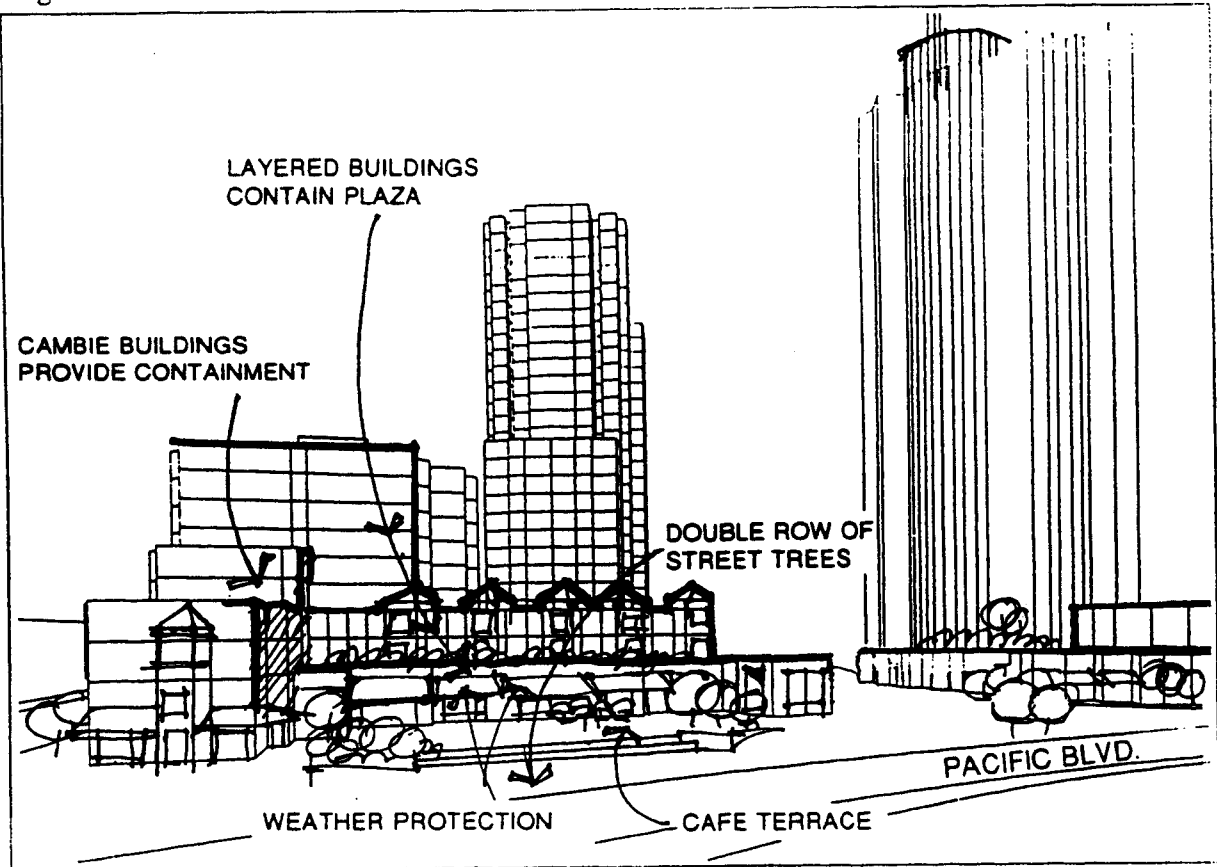 LAYERED BUILDINGS
CONTAIN PLAZA
CAMBIE BUILDINGS
PROVIDE CONTAINMENT
DOUBLE ROW OF
STREET TREES
PACIFIC BLVD.
WEATHER PROTECTION
CAFE TERRACE